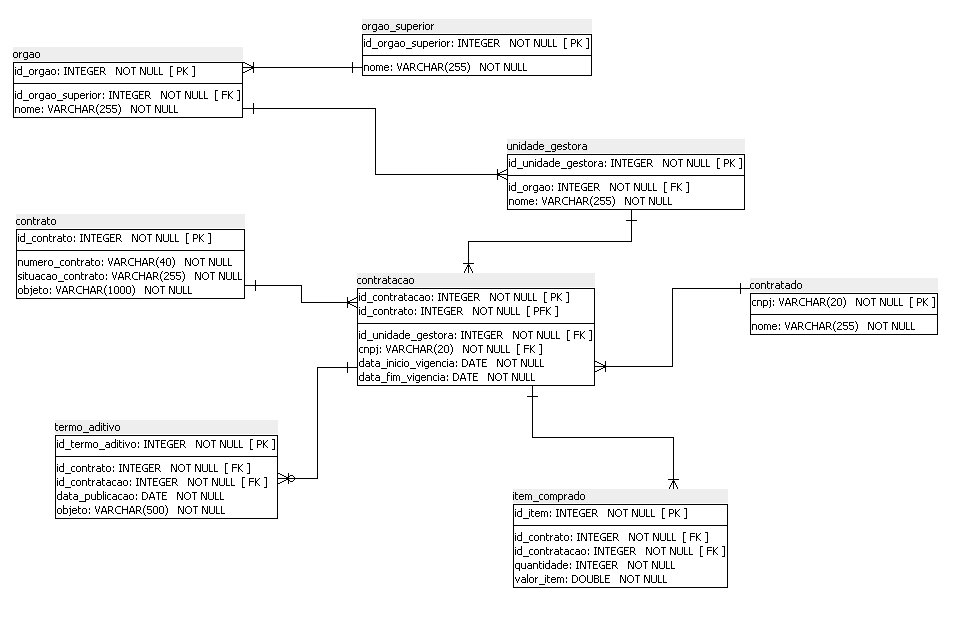 orgao_superior
id_orgao_superior: INTEGER NOT NULL [ PK ]
nome: VARCHAR(255) NOT NULL
orgao
id_orgao: INTEGER NOT NULL [ PK ]
id_orgao_superior: INTEGER NOT NULL [ FK ]
nome: VARCHAR(255) NOT NULL
unidade_gestora
id_unidade_gestora: INTEGER NOT NULL [ PK ]
id_orgao: INTEGER NOT NULL [ FK ]
nome: VARCHAR(255) NOT NULL
contrato
id_contrato: INTEGER NOT NULL [ PK ]
numero_contrato: VARCHAR(40) NOT NULL
situacao_contrato: VARCHAR(255) NOT NULL
objeto: VARCHAR(1000) NOT NULL
contratacao
id_contratacao: INTEGER NOT NULL [ PK ]
id_contrato: INTEGER NOT NULL [ PFK ]
id_unidade_gestora: INTEGER NOT NULL [ FK ]
cnpj: VARCHAR(20) NOT NULL [ FK ]
data_inicio_vigencia: DATE NOT NULL
data_fim_vigencia: DATE NOT NULL
contratado
cnpj: VARCHAR(20) NOT NULL [ PK ]
nome: VARCHAR(255) NOT NULL
termo_aditivo
id_termo_aditivo: INTEGER NOT NULL [ PK ]
id_contrato: INTEGER NOT NULL [ FK ]
id_contratacao: INTEGER NOT NULL [ FK ]
data_publicacao: DATE NOT NULL
objeto: VARCHAR(500) NOT NULL
item_comprado
id_item: INTEGER NOT NULL [ PK ]
id_contrato: INTEGER NOT NULL [ FK ]
id_contratacao: INTEGER NOT NULL [ FK ]
quantidade: INTEGER NOT NULL
valor_item: DOUBLE NOT NULL